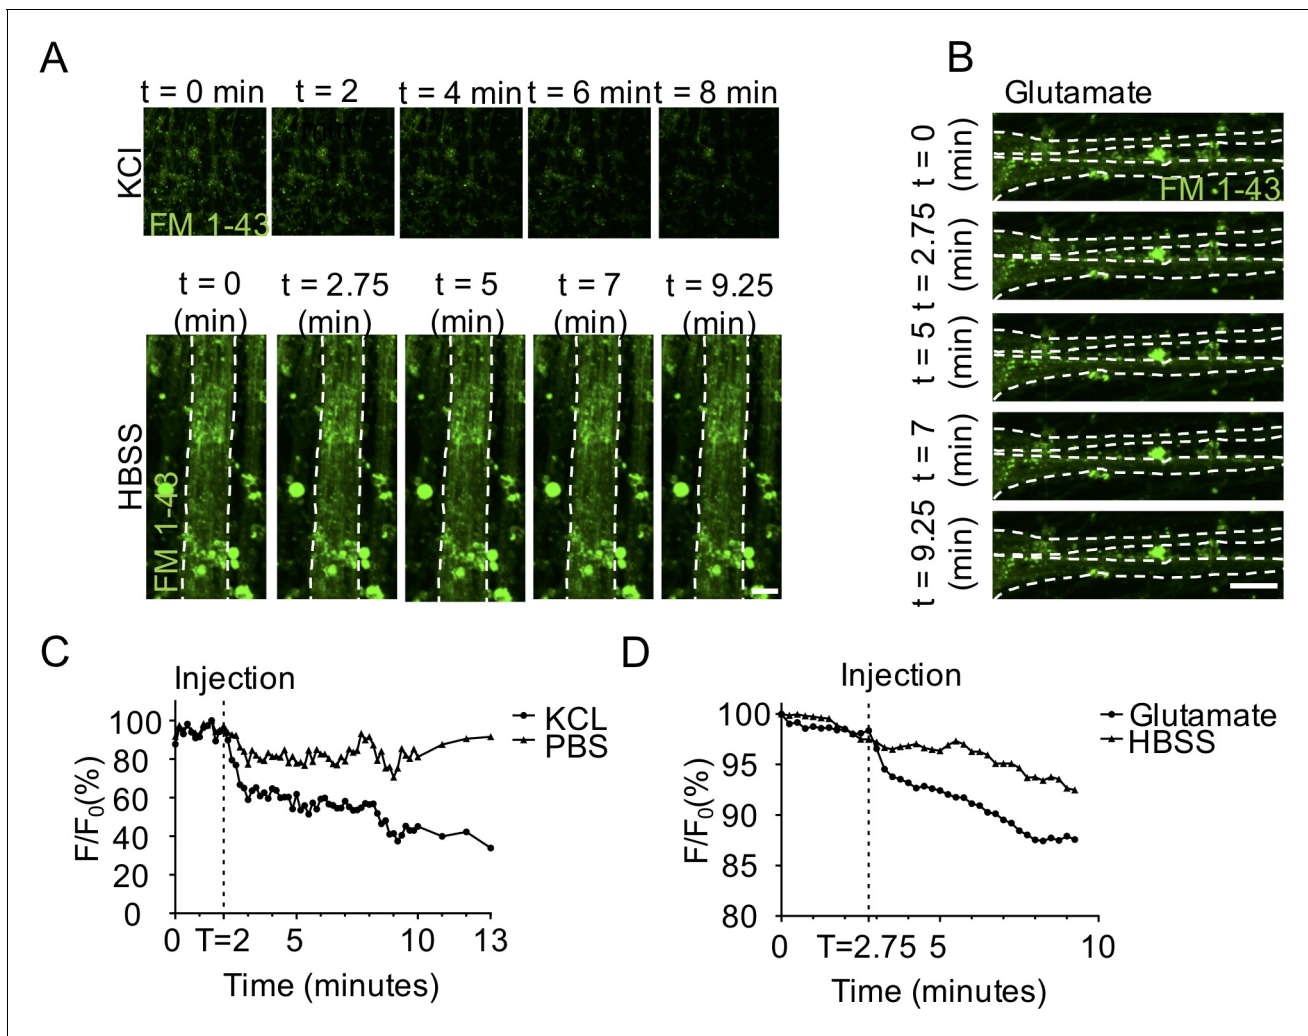 A
t = 0 min
t = 2
min
t = 4 min
t = 6 min
t = 8 min
KCl
FM 1-43
t = 0
(min)
t = 2.75
(min)
t = 5
(min)
t = 7
(min)
t = 9.25
(min)
HBSS
FM 1-43
B
Glutamate
t = 0
(min)
FM 1-43
t = 2.75
(min)
t = 5
(min)
t = 7
(min)
t = 9.25
(min)
C
Injection
KCL
PBS
F/F0(%)
100
80
60
40
20
0
0 T=2 5 10 13
Time (minutes)
D
Injection
Glutamate
HBSS
F/F0(%)
100
95
90
85
80
0 T=2.75 5 10
Time (minutes)